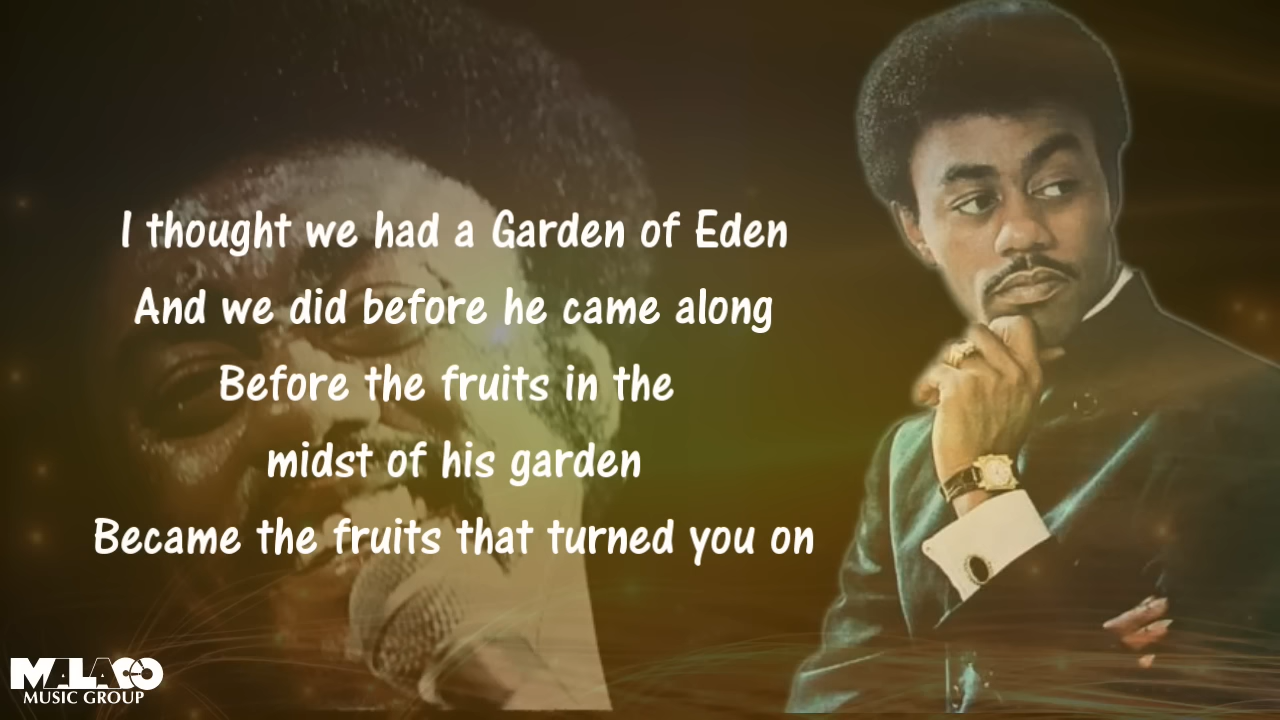 I thought we had a Garden of Eden
And we did before he came along
Before the fruits in the
midst of his garden
Became the fruits that turned you on
MALACO
MUSIC GROUP